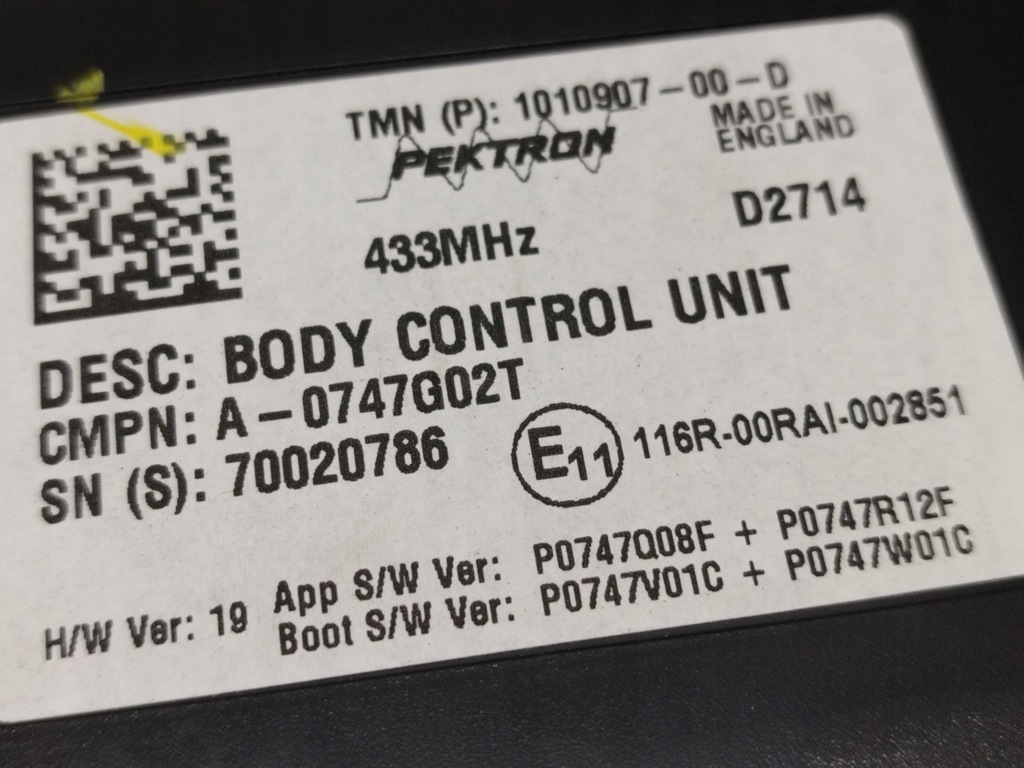 TMN (P): 1010907-00-D
PEKTRON
MADE IN
ENGLAND
433MHz
D2714
DESC: BODY CONTROL UNIT
CMPN: A-0747G02T
SN (S): 70020786
E11 116R-00RAI-002851
H/W Ver: 19
App S/W Ver: P0747Q08F + P0747R12F
Boot S/W Ver: P0747V01C + P0747W01C